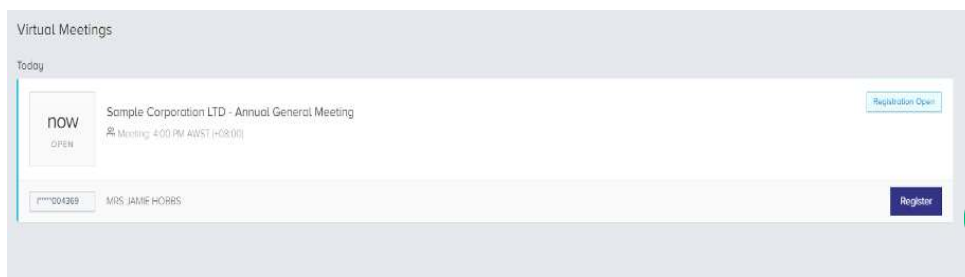 Virtual Meetings
Today
now
OPEN
Sample Corporation LTD - Annual General Meeting
Meeting: 4:00 PM AWST (+08:00)
Registration Open
I*****004369
MRS JAMIE HOBBS
Register